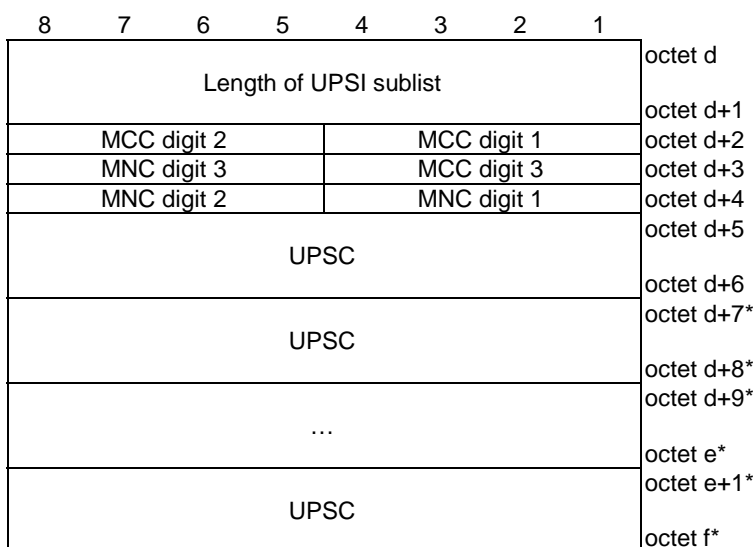 8 7 6 5 4 3 2 1
octet d
Length of UPSI sublist
octet d+1
MCC digit 2 MCC digit 1 octet d+2
MNC digit 3 MCC digit 3 octet d+3
MNC digit 2 MNC digit 1 octet d+4
octet d+5
UPSC
octet d+6
octet d+7*
UPSC
octet d+8*
octet d+9*
…
octet e*
octet e+1*
UPSC
octet f*